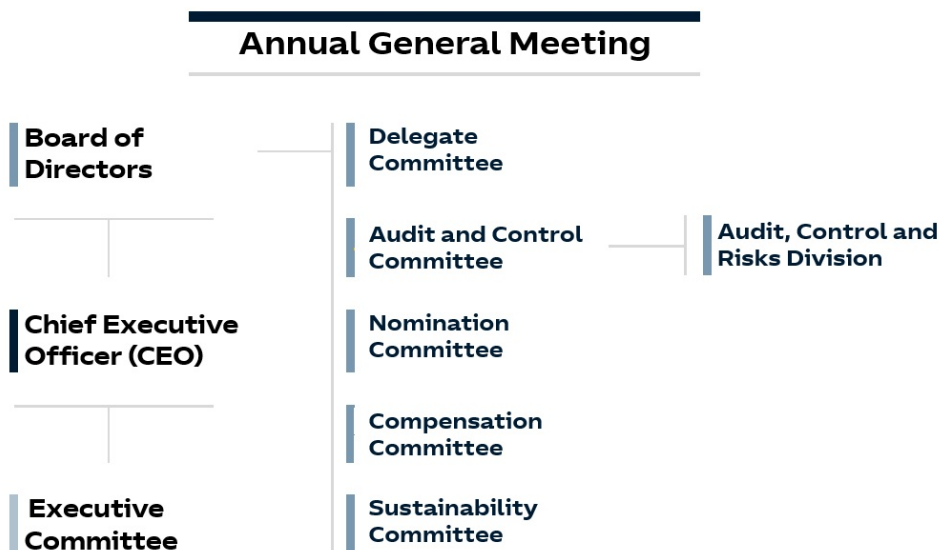 Annual General Meeting
Board of
Directors
Delegate
Committee
Audit and Control
Committee
Audit, Control and
Risks Division
Chief Executive
Officer (CEO)
Nomination
Committee
Compensation
Committee
Executive
Committee
Sustainability
Committee